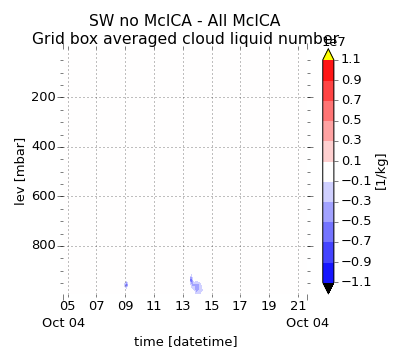 SW no McICA - All McICA
Grid box averaged cloud liquid number
1e7
1.1
0.9
0.7
0.5
0.3
0.1
−0.1
−0.3
−0.5
−0.7
−0.9
−1.1
[1/kg]
lev [mbar]
200
400
600
800
05 07 09 11 13 15 17 19 21
Oct 04 Oct 04
time [datetime]